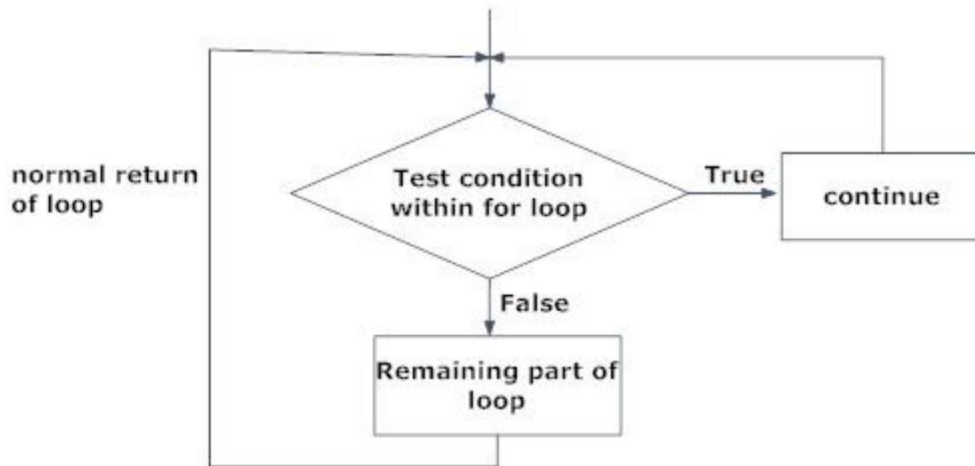 normal return
of loop
Test condition
within for loop
True
continue
False
Remaining part of
loop